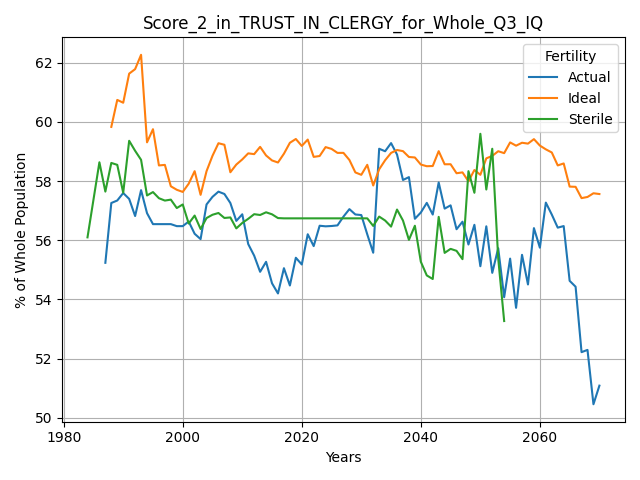 Score_2_in_TRUST_IN_CLERGY_for_Whole_Q3_IQ
% of Whole Population
62
60
58
56
54
52
50
Fertility
Actual
Ideal
Sterile
1980
2000
2020
2040
2060
Years